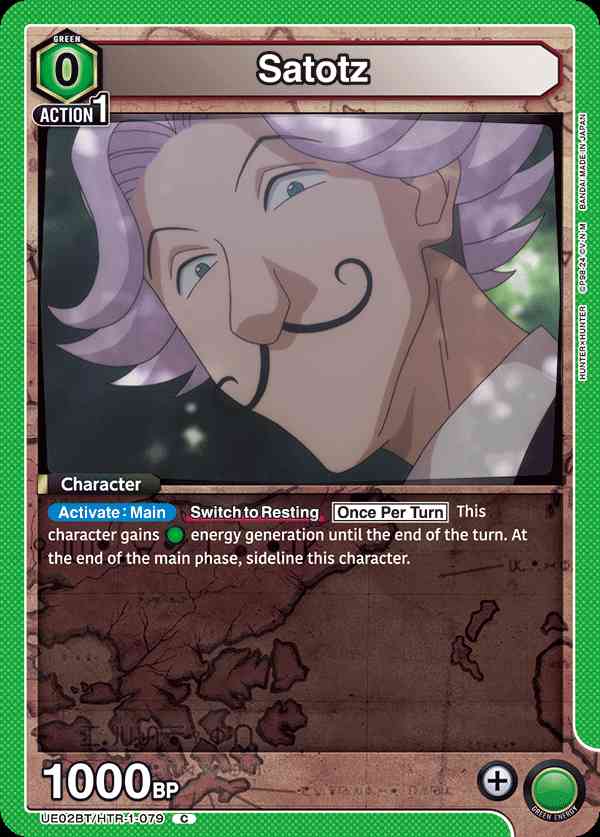 GREEN
0
Satotz
ACTION 1
HUNTER×HUNTER ©P98-24 ©V･N･M BANDAI MADE IN JAPAN
Character
Activate: Main Switch to Resting Once Per Turn This
character gains energy generation until the end of the turn. At
the end of the main phase, sideline this character.
1000BP
+
GREEN ENERGY
UE02BT/HTR-1-079 C